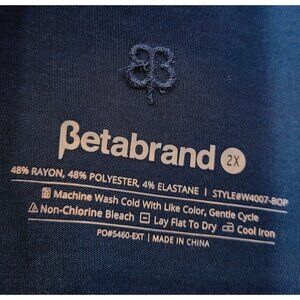 βetabrand 2X
48% RAYON, 48% POLYESTER, 4% ELASTANE | STYLE#W4007-BOP
Machine Wash Cold With Like Color, Gentle Cycle
Non-Chlorine Bleach Lay Flat To Dry Cool Iron
PO#5460-EXT | MADE IN CHINA